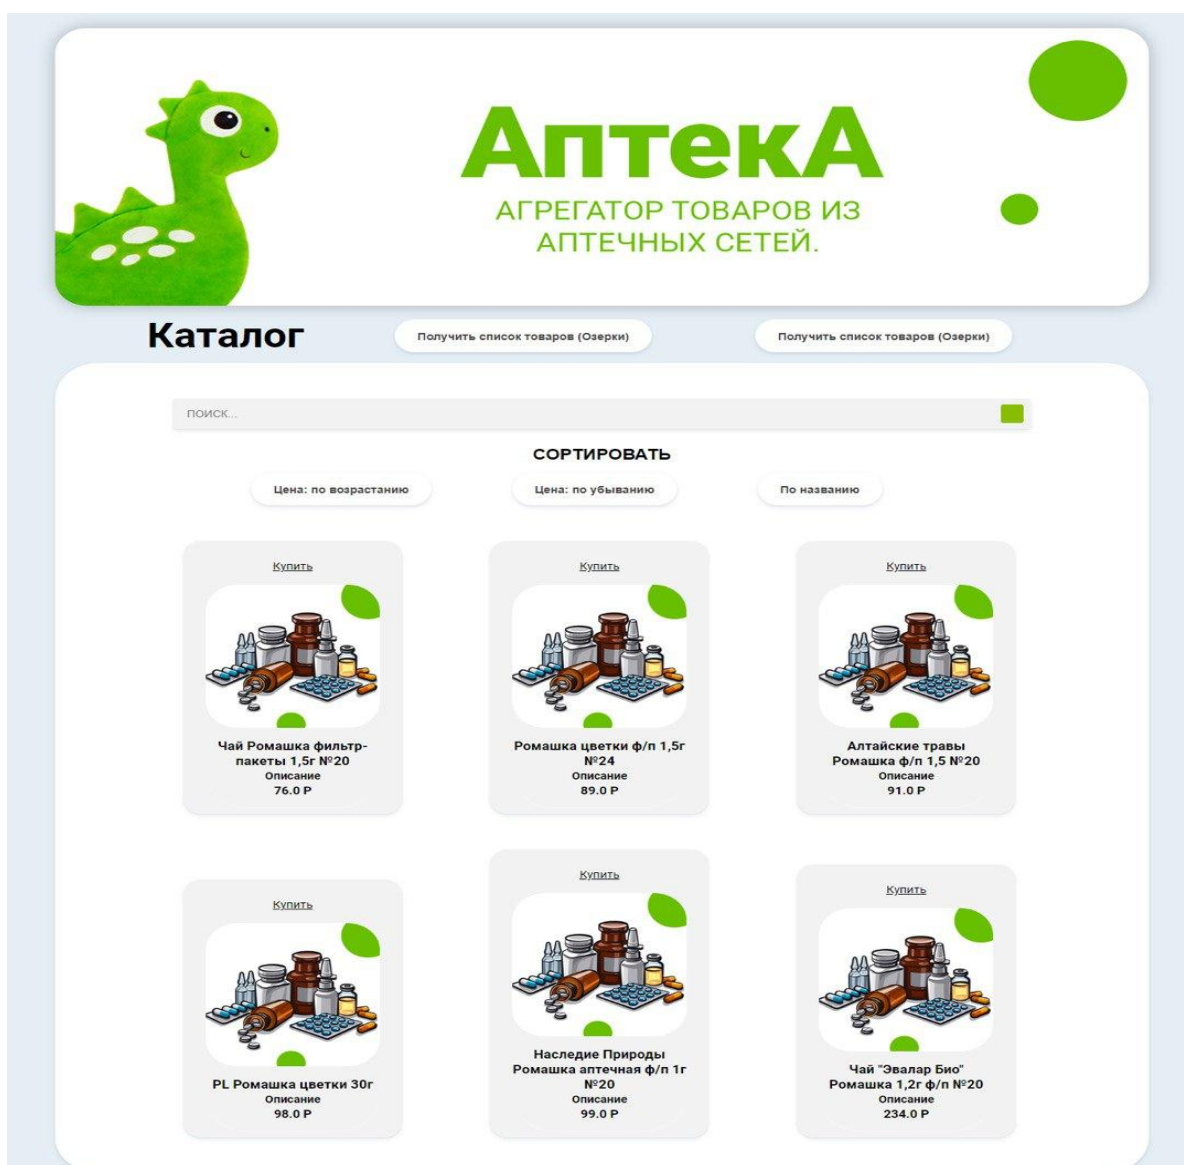 АптекА
АГРЕГАТОР ТОВАРОВ ИЗ
АПТЕЧНЫХ СЕТЕЙ.
Каталог
Получить список товаров (Озерки)
Получить список товаров (Озерки)
ПОИСК...
СОРТИРОВАТЬ
Цена: по возрастанию
Цена: по убыванию
По названию
Купить
Чай Ромашка фильтр-
пакеты 1,5г №20
Описание
76.0 Р
Купить
Ромашка цветки ф/п 1,5г
№24
Описание
89.0 Р
Купить
Алтайские травы
Ромашка ф/п 1,5 №20
Описание
91.0 Р
Купить
PL Ромашка цветки 30г
Описание
98.0 Р
Купить
Наследие Природы
Ромашка аптечная ф/п 1г
№20
Описание
99.0 Р
Купить
Чай "Эвалар Био"
Ромашка 1,2г ф/п №20
Описание
234.0 Р